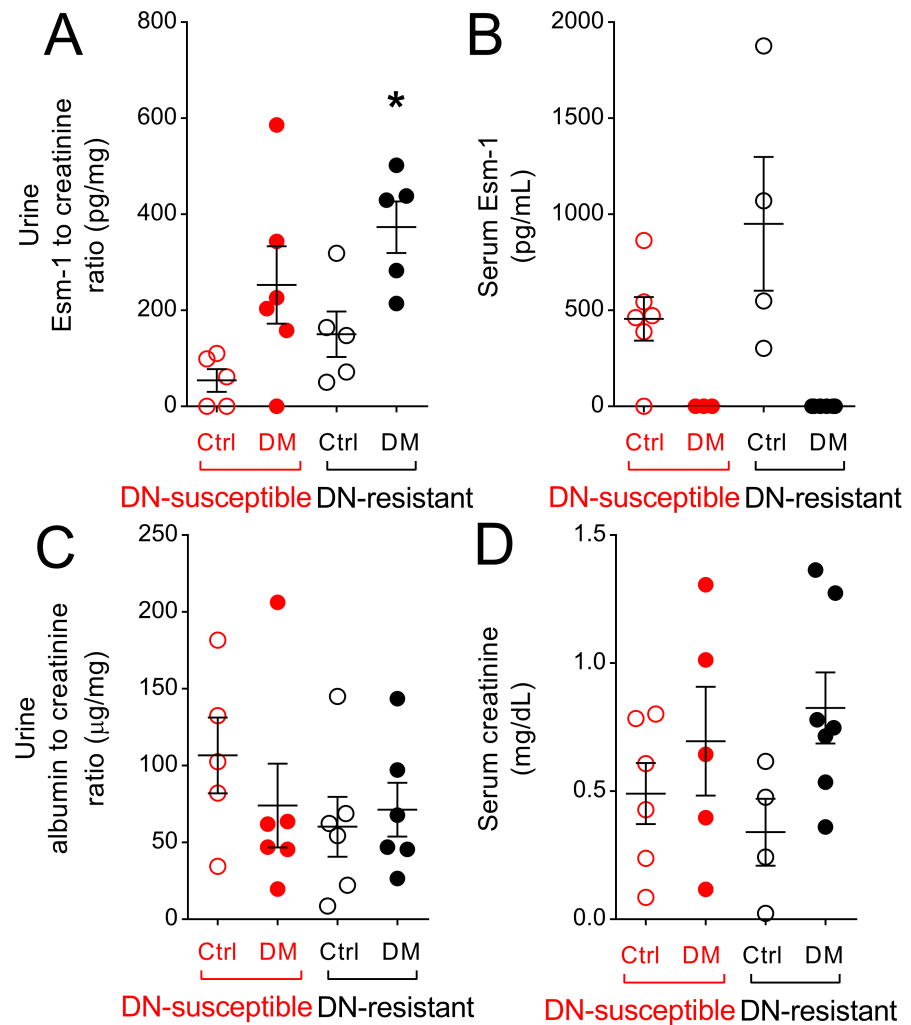 A
Urine
Esm-1 to creatinine
ratio (pg/mg)
800
600
400
200
0
*
Ctrl DM Ctrl DM
DN-susceptible DN-resistant
B
Serum Esm-1
(pg/mL)
2000
1500
1000
500
0
Ctrl DM Ctrl DM
DN-susceptible DN-resistant
C
Urine
albumin to creatinine
ratio (μg/mg)
250
200
150
100
50
0
Ctrl DM Ctrl DM
DN-susceptible DN-resistant
D
Serum creatinine
(mg/dL)
1.5
1.0
0.5
0.0
Ctrl DM Ctrl DM
DN-susceptible DN-resistant